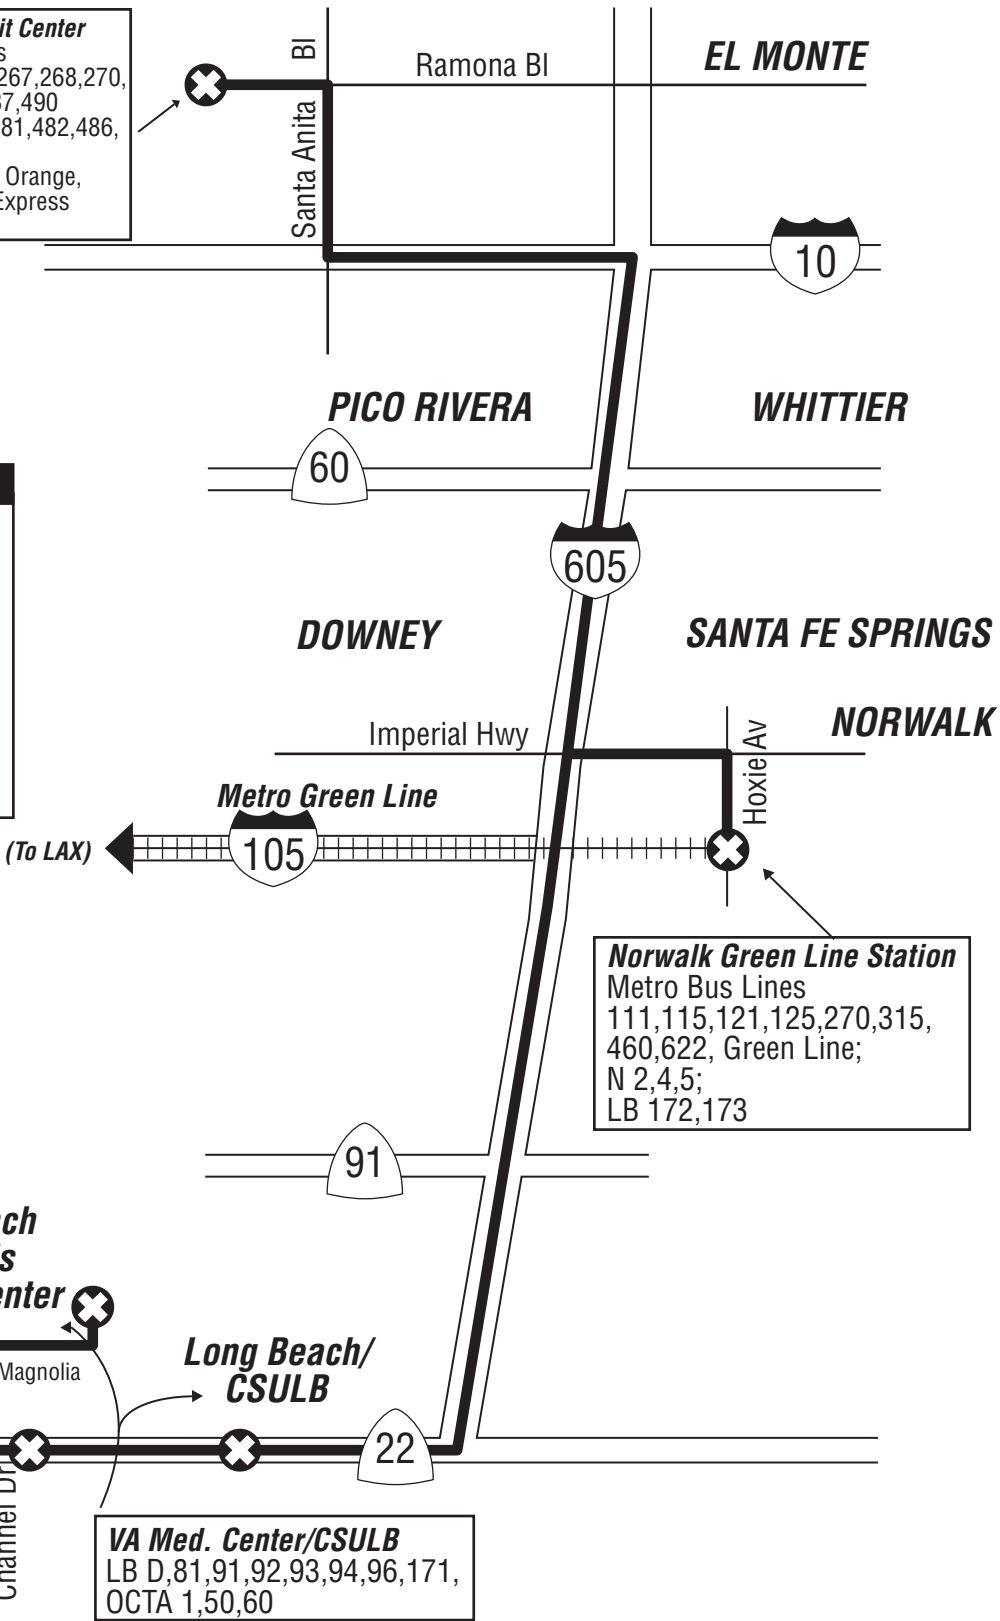 it Center
s
267,268,270,
37,490
81,482,486,
Orange,
Express
Bl
Santa Anita
Ramona Bl
EL MONTE
10
PICO RIVERA
WHITTIER
60
605
DOWNEY
SANTA FE SPRINGS
NORWALK
Imperial Hwy
Hoxie Av
Metro Green Line
(To LAX)
105
Norwalk Green Line Station
Metro Bus Lines
111,115,121,125,270,315,
460,622, Green Line;
N 2,4,5;
LB 172,173
91
ach
s
enter
Magnolia
Long Beach/
CSULB
22
Channel Dr
VA Med. Center/CSULB
LB D,81,91,92,93,94,96,171,
OCTA 1,50,60